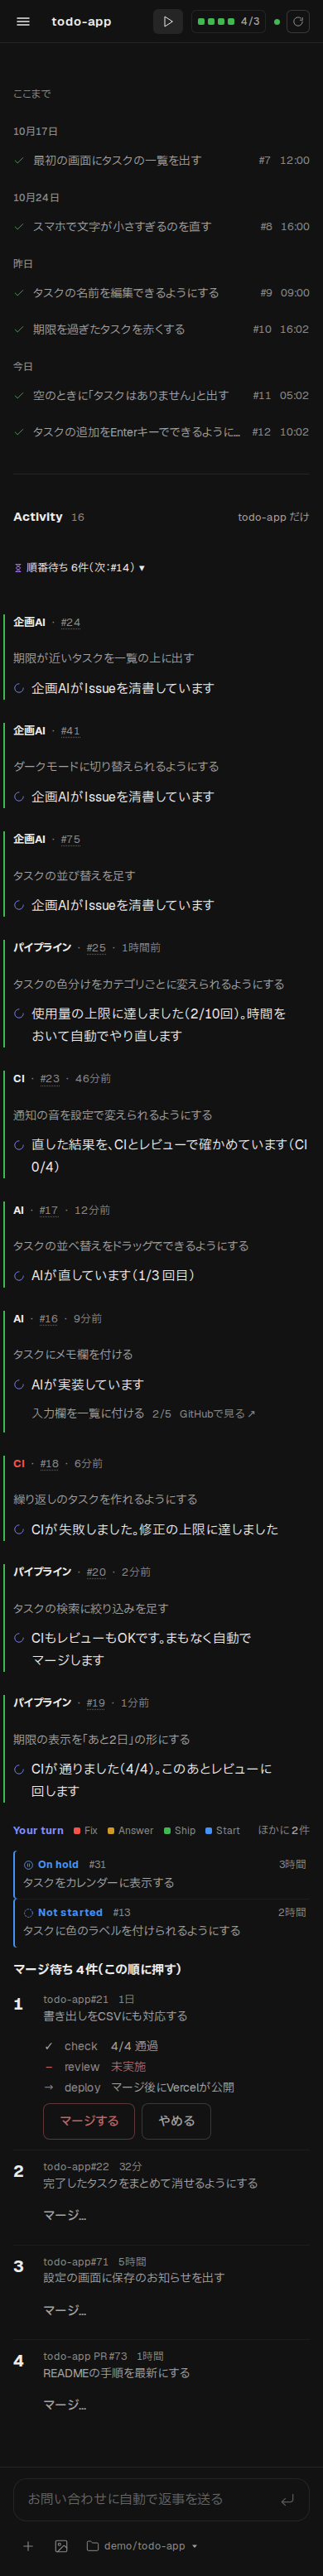 todo-app 4/3
ここまで
10月17日
最初の画面にタスクの一覧を出す #7 12:00
10月24日
スマホで文字が小さすぎるのを直す #8 16:00
昨日
タスクの名前を編集できるようにする #9 09:00
期限を過ぎたタスクを赤くする #10 16:02
今日
空のときに「タスクはありません」と出す #11 05:02
タスクの追加をEnterキーでできるように… #12 10:02
Activity 16 todo-app だけ
順番待ち 6件（次：#14） ▾
企画AI · #24
期限が近いタスクを一覧の上に出す
企画AIがIssueを清書しています
企画AI · #41
ダークモードに切り替えられるようにする
企画AIがIssueを清書しています
企画AI · #75
タスクの並び替えを足す
企画AIがIssueを清書しています
パイプライン · #25 · 1時間前
タスクの色分けをカテゴリごとに変えられるようにする
使用量の上限に達しました（2/10回）。時間を
おいて自動でやり直します
CI · #23 · 46分前
通知の音を設定で変えられるようにする
直した結果を、CIとレビューで確かめています（CI
0/4）
AI · #17 · 12分前
タスクの並べ替えをドラッグでできるようにする
AIが直しています（1/3 回目）
AI · #16 · 9分前
タスクにメモ欄を付ける
AIが実装しています
入力欄を一覧に付ける 2/5 GitHubで見る ↗
CI · #18 · 6分前
繰り返しのタスクを作れるようにする
CIが失敗しました。修正の上限に達しました
パイプライン · #20 · 2分前
タスクの検索に絞り込みを足す
CIもレビューもOKです。まもなく自動で
マージします
パイプライン · #19 · 1分前
期限の表示を「あと2日」の形にする
CIが通りました（4/4）。このあとレビューに
回します
Your turn Fix Answer Ship Start ほかに2件
On hold #31 3時間
タスクをカレンダーに表示する
Not started #13 2時間
タスクに色のラベルを付けられるようにする
マージ待ち 4件（この順に押す）
1 todo-app#21 1日
書き出しをCSVにも対応する
✓ check 4/4 通過
– review 未実施
→ deploy マージ後にVercelが公開
マージする やめる
2 todo-app#22 32分
完了したタスクをまとめて消せるようにする
マージ…
3 todo-app#71 5時間
設定の画面に保存のお知らせを出す
マージ…
4 todo-app PR#73 1時間
READMEの手順を最新にする
マージ…
お問い合わせに自動で返事を送る
demo/todo-app